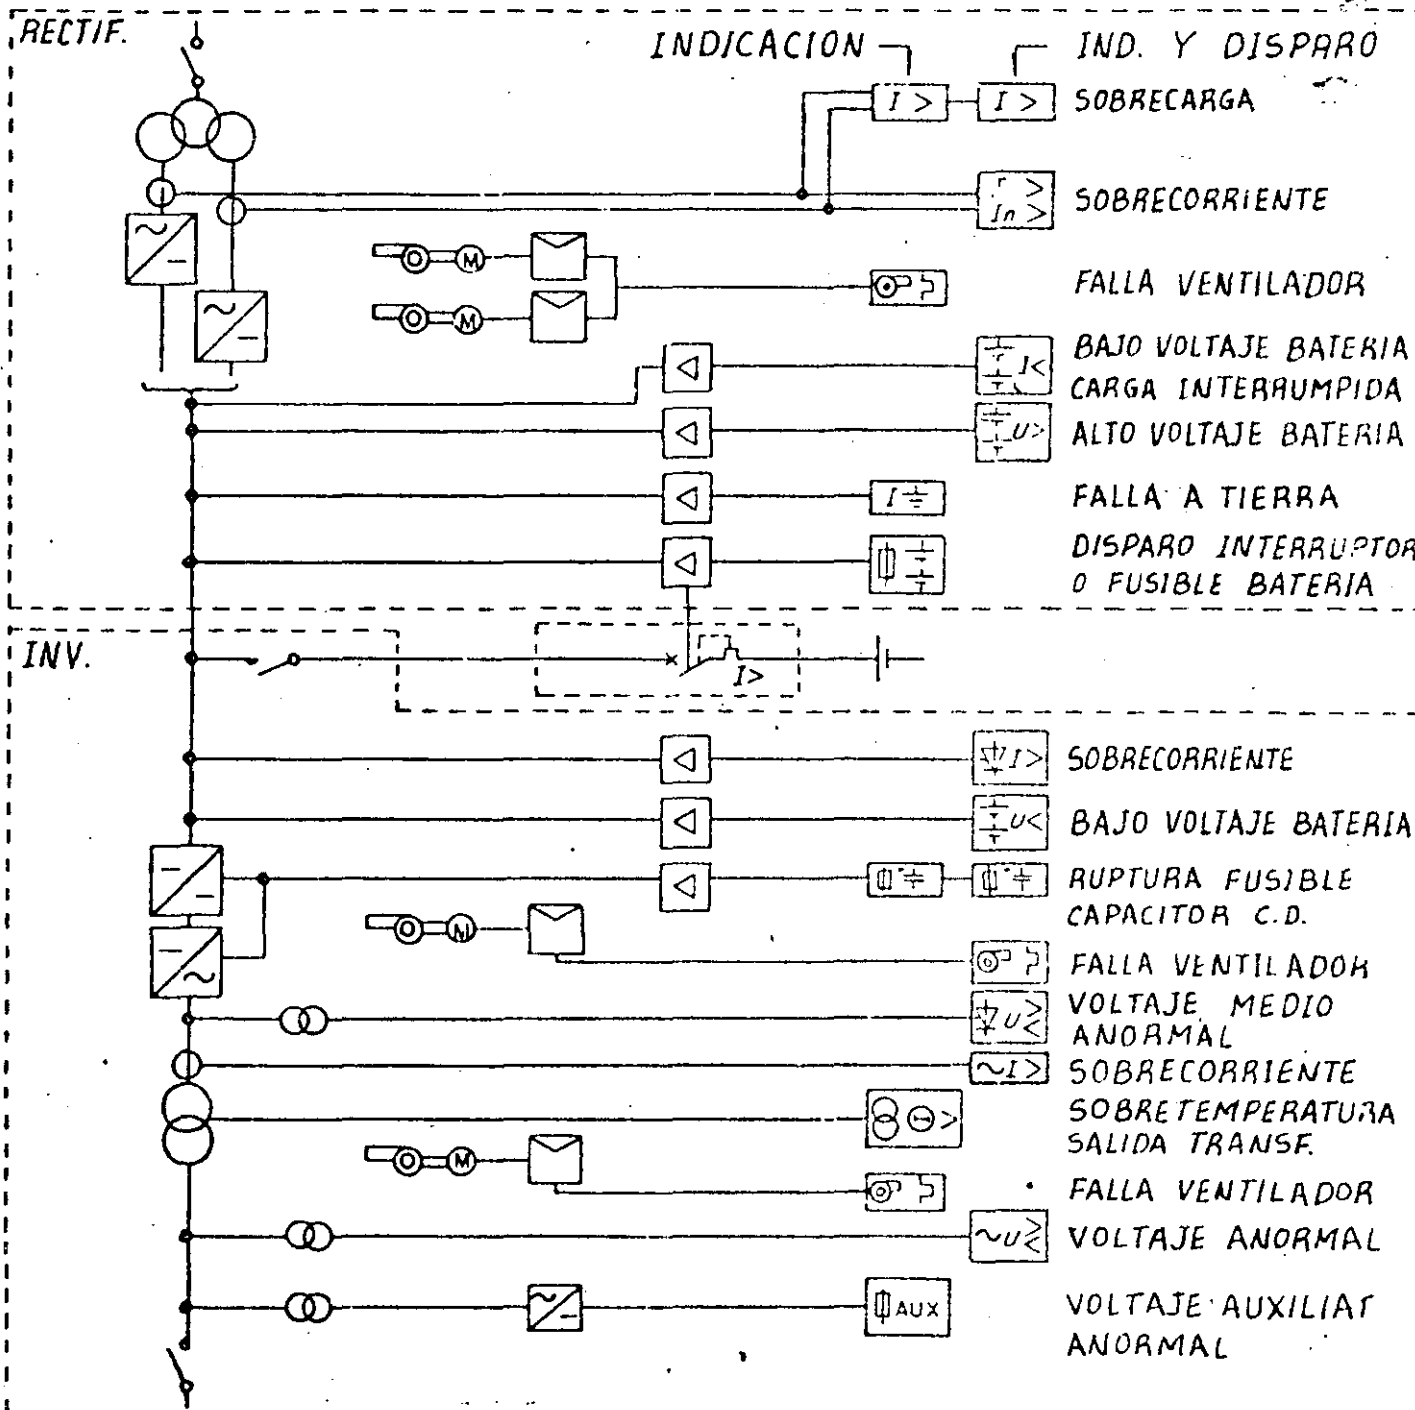 RECTIF.
INDICACION
IND. Y DISPARO
I >
I >
SOBRECARGA
>
In >
SOBRECORRIENTE
M
FALLA VENTILADOR
M
I<
BAJO VOLTAJE BATERIA
CARGA INTERRUMPIDA
U>
ALTO VOLTAJE BATERIA
I
FALLA A TIERRA
DISPARO INTERRUPTOR
O FUSIBLE BATERIA
INV.
I>
I>
SOBRECORRIENTE
U<
BAJO VOLTAJE BATERIA
RUPTURA FUSIBLE
CAPACITOR C.D.
M
FALLA VENTILADOR
U
VOLTAJE MEDIO
ANORMAL
~I>
SOBRECORRIENTE
>
SOBRETEMPERATURA
SALIDA TRANSF.
M
FALLA VENTILADOR
~U
VOLTAJE ANORMAL
AUX
VOLTAJE AUXILIAR
ANORMAL